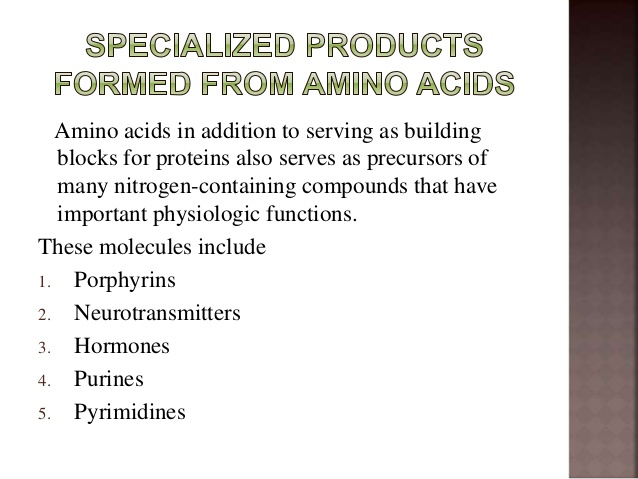 SPECIALIZED PRODUCTS
FORMED FROM AMINO ACIDS
Amino acids in addition to serving as building
blocks for proteins also serves as precursors of
many nitrogen-containing compounds that have
important physiologic functions.
These molecules include
1. Porphyrins
2. Neurotransmitters
3. Hormones
4. Purines
5. Pyrimidines